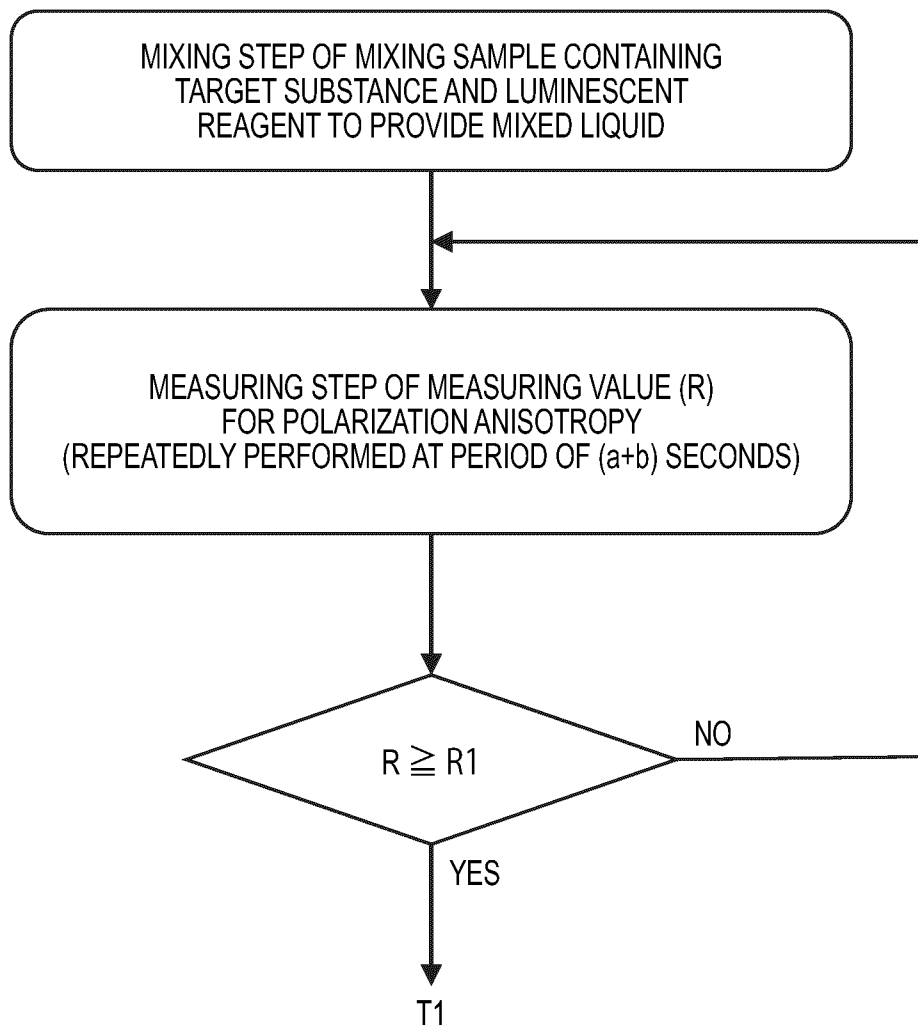 MIXING STEP OF MIXING SAMPLE CONTAINING
TARGET SUBSTANCE AND LUMINESCENT
REAGENT TO PROVIDE MIXED LIQUID
MEASURING STEP OF MEASURING VALUE (R)
FOR POLARIZATION ANISOTROPY
(REPEATEDLY PERFORMED AT PERIOD OF (a+b) SECONDS)
R ≧ R1
NO
YES
T1